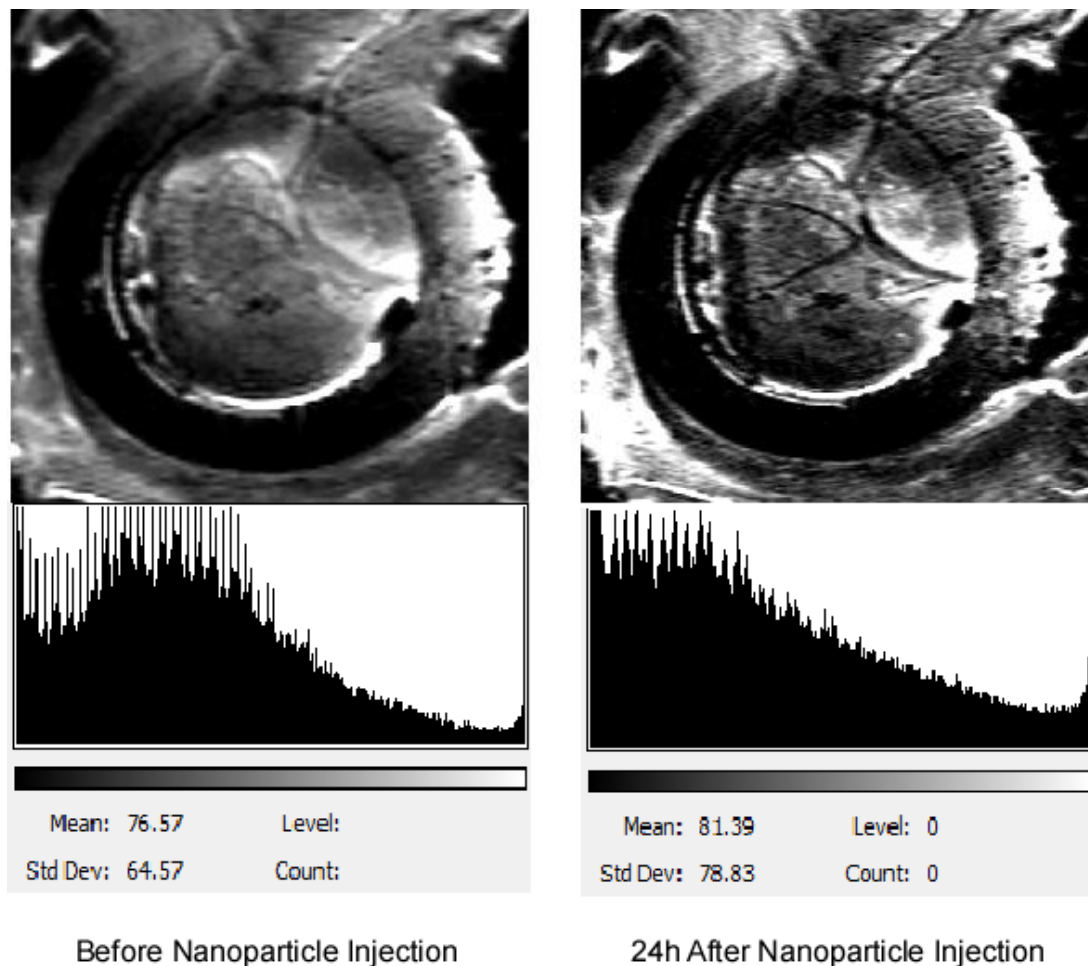 Mean: 76.57 Level:
Std Dev: 64.57 Count:
Mean: 81.39 Level: 0
Std Dev: 78.83 Count: 0
Before Nanoparticle Injection
24h After Nanoparticle Injection